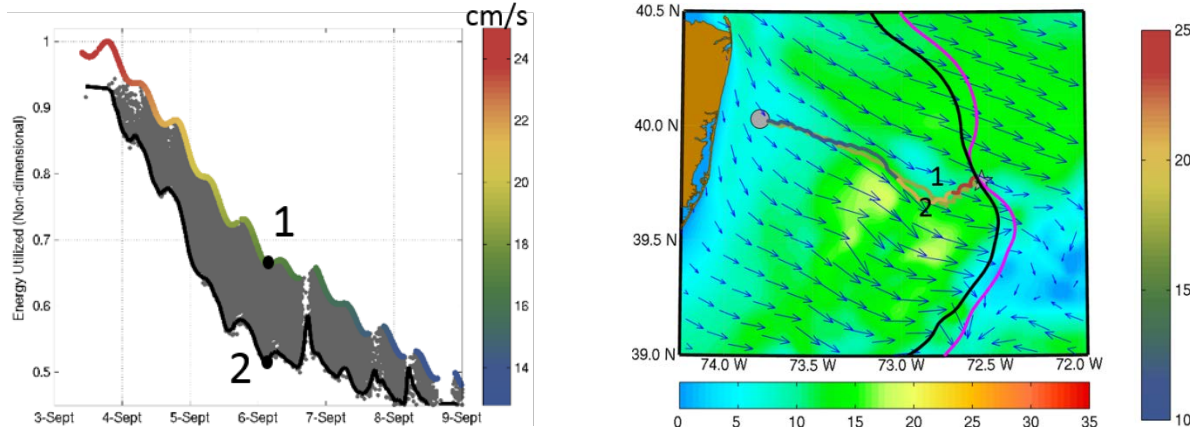 cm/s
Energy Utilized (Non-dimensional)
1
0.9
0.8
0.7
0.6
0.5
3-Sept 4-Sept 5-Sept 6-Sept 7-Sept 8-Sept 9-Sept
1
2
24
22
20
18
16
14
40.5 N
40.0 N
39.5 N
39.0 N
74.0 W 73.5 W 73.0 W 72.5 W 72.0 W
1
2
0 5 10 15 20 25 30 35
25
20
15
10